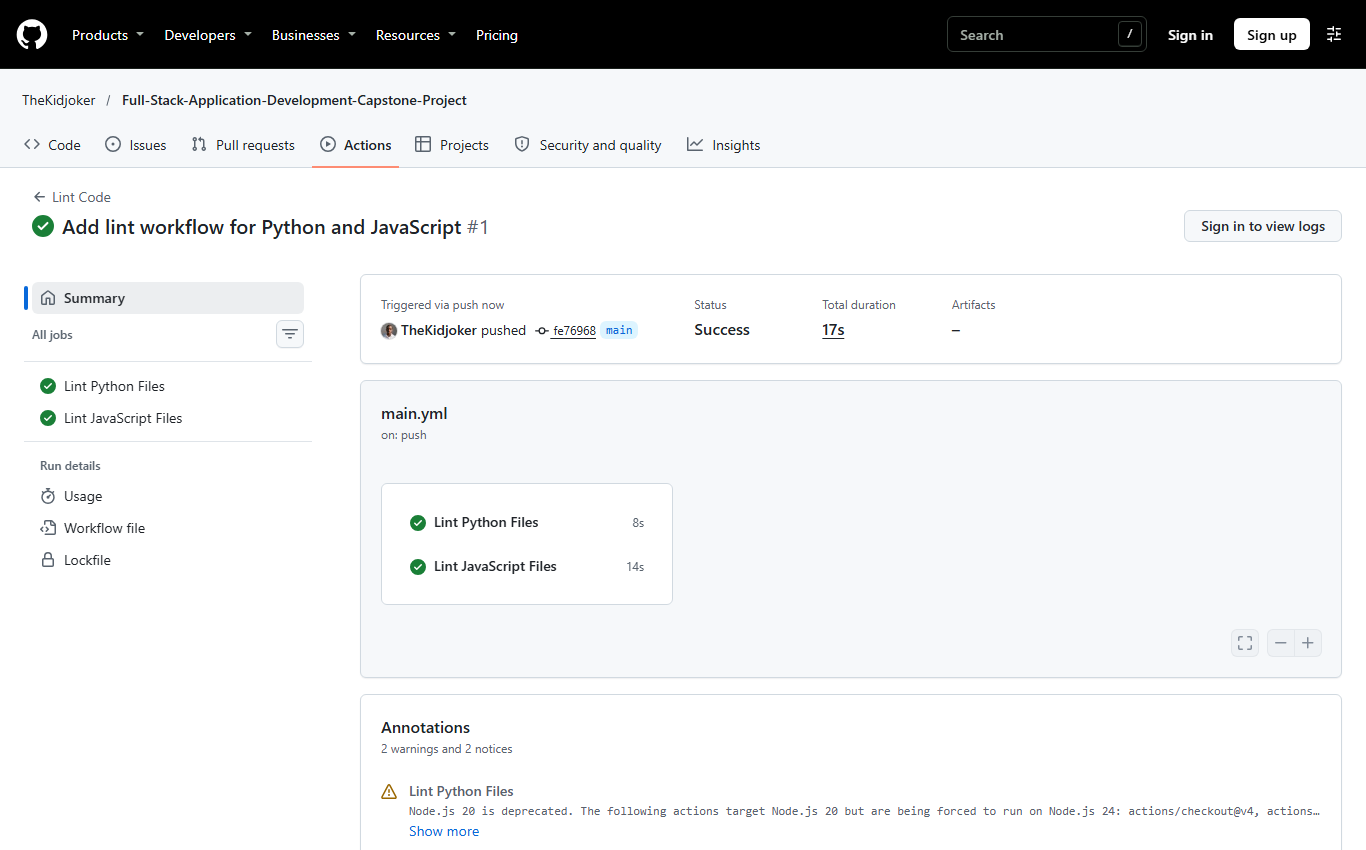 Products Developers Businesses Resources Pricing Search / Sign in Sign up
TheKidjoker / Full-Stack-Application-Development-Capstone-Project
Code Issues Pull requests Actions Projects Security and quality Insights
Lint Code
Add lint workflow for Python and JavaScript #1
Sign in to view logs
Summary
All jobs
Lint Python Files
Lint JavaScript Files
Run details
Usage
Workflow file
Lockfile
Triggered via push now
TheKidjoker pushed fe76968 main
Status
Success
Total duration
17s
Artifacts
–
main.yml
on: push
Lint Python Files 8s
Lint JavaScript Files 14s
Annotations
2 warnings and 2 notices
Lint Python Files
Node.js 20 is deprecated. The following actions target Node.js 20 but are being forced to run on Node.js 24: actions/checkout@v4, actions…
Show more